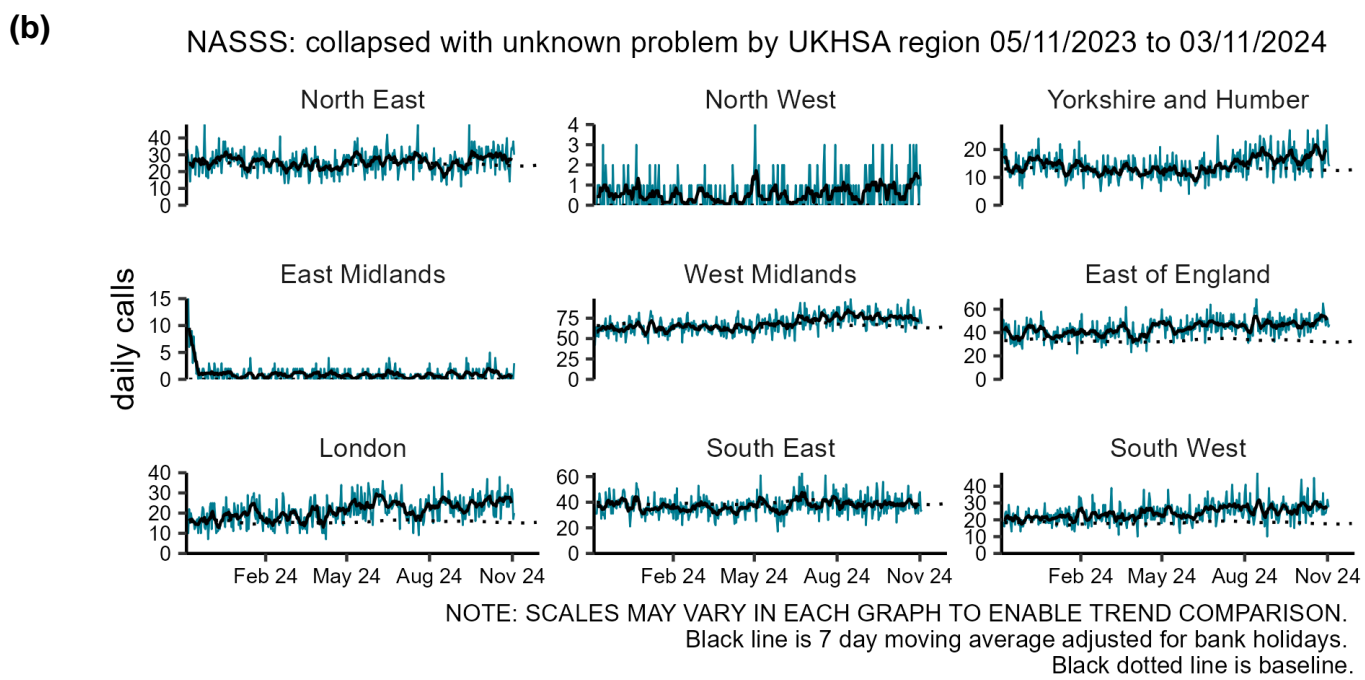 (b)
NASSS: collapsed with unknown problem by UKHSA region 05/11/2023 to 03/11/2024
North East
North West
Yorkshire and Humber
40
30
20
10
0
4
3
2
1
0
20
10
0
daily calls
East Midlands
West Midlands
East of England
15
10
5
0
75
50
25
0
60
40
20
0
London
South East
South West
40
30
20
10
0
60
40
20
0
40
30
20
10
0
Feb 24 May 24 Aug 24 Nov 24
Feb 24 May 24 Aug 24 Nov 24
Feb 24 May 24 Aug 24 Nov 24
NOTE: SCALES MAY VARY IN EACH GRAPH TO ENABLE TREND COMPARISON.
Black line is 7 day moving average adjusted for bank holidays.
Black dotted line is baseline.